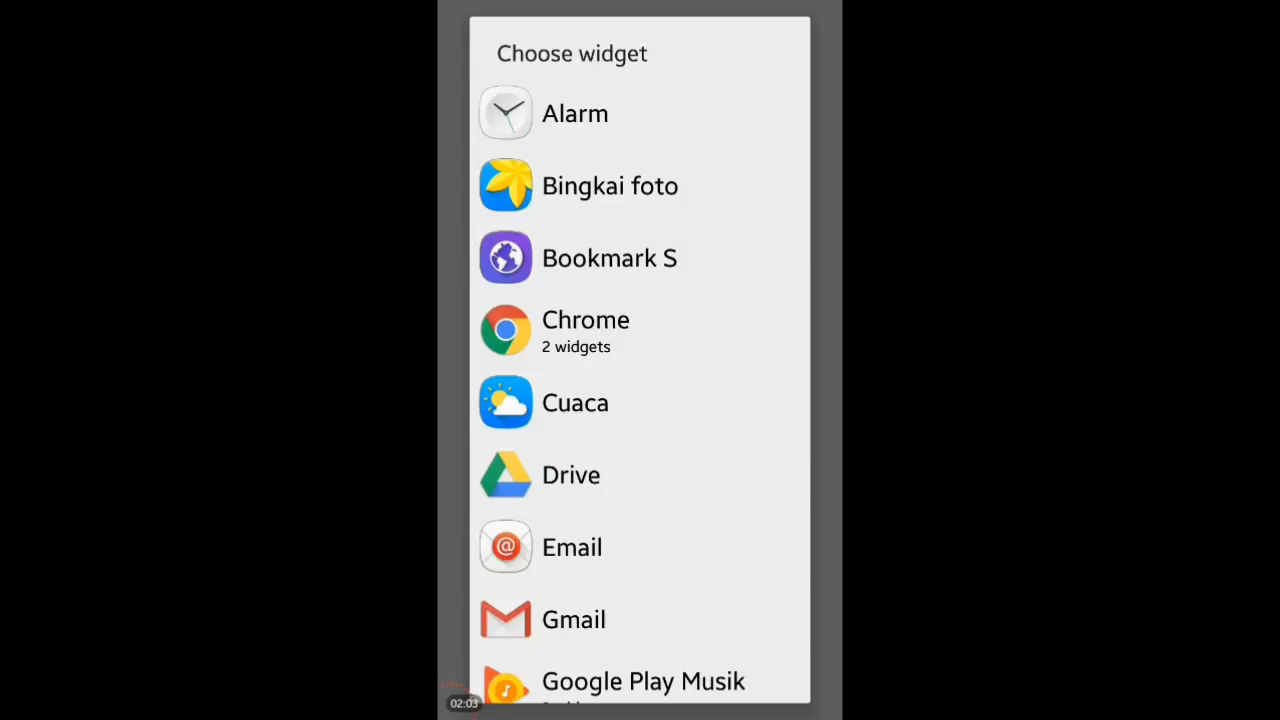 Choose widget
Alarm
Bingkai foto
Bookmark S
Chrome
2 widgets
Cuaca
Drive
Email
@
Gmail
Google Play Musik
02:03